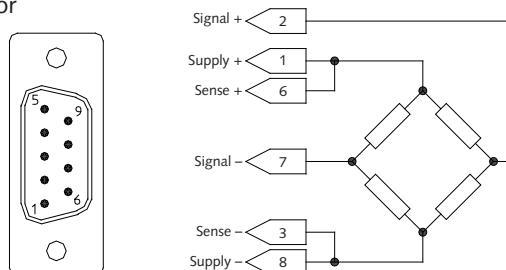 or
Signal + 2
Supply + 1
Sense + 6
Signal – 7
Sense – 3
Supply – 8
5
9
1
6